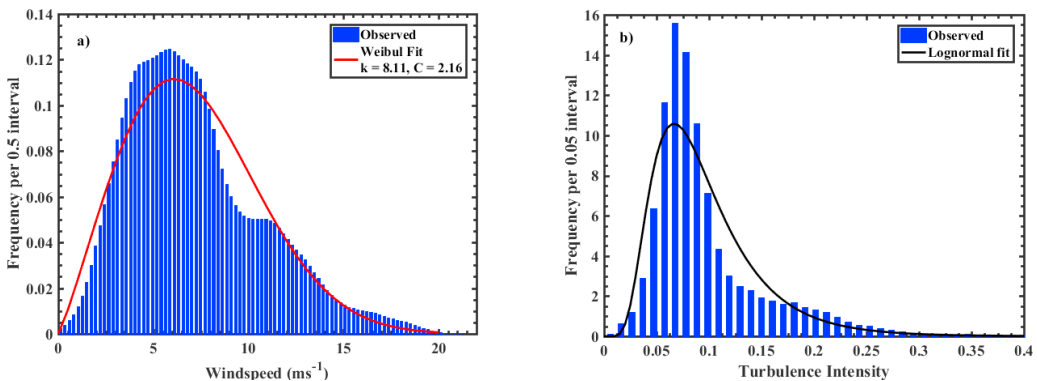 a)
Observed
Weibul Fit
k = 8.11, C = 2.16
Frequency per 0.5 interval
0.14
0.12
0.1
0.08
0.06
0.04
0.02
0
0 5 10 15 20
Windspeed (ms⁻¹)
b)
Observed
Lognormal fit
Frequency per 0.05 interval
16
14
12
10
8
6
4
2
0
0 0.05 0.1 0.15 0.2 0.25 0.3 0.35 0.4
Turbulence Intensity